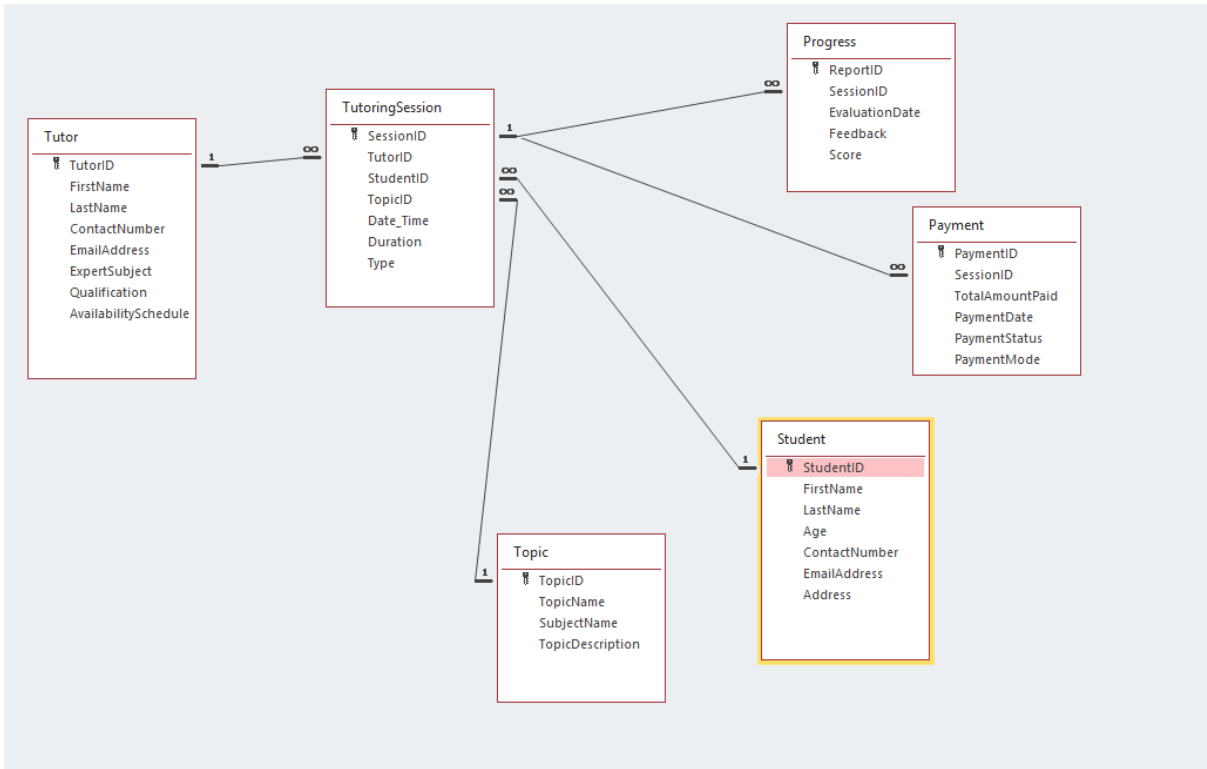 Tutor
TutorID
FirstName
LastName
ContactNumber
EmailAddress
ExpertSubject
Qualification
AvailabilitySchedule
1
∞
TutoringSession
SessionID
TutorID
StudentID
TopicID
Date_Time
Duration
Type
1
∞
∞
∞
Progress
ReportID
SessionID
EvaluationDate
Feedback
Score
∞
Payment
PaymentID
SessionID
TotalAmountPaid
PaymentDate
PaymentStatus
PaymentMode
1
Student
StudentID
FirstName
LastName
Age
ContactNumber
EmailAddress
Address
1
Topic
TopicID
TopicName
SubjectName
TopicDescription